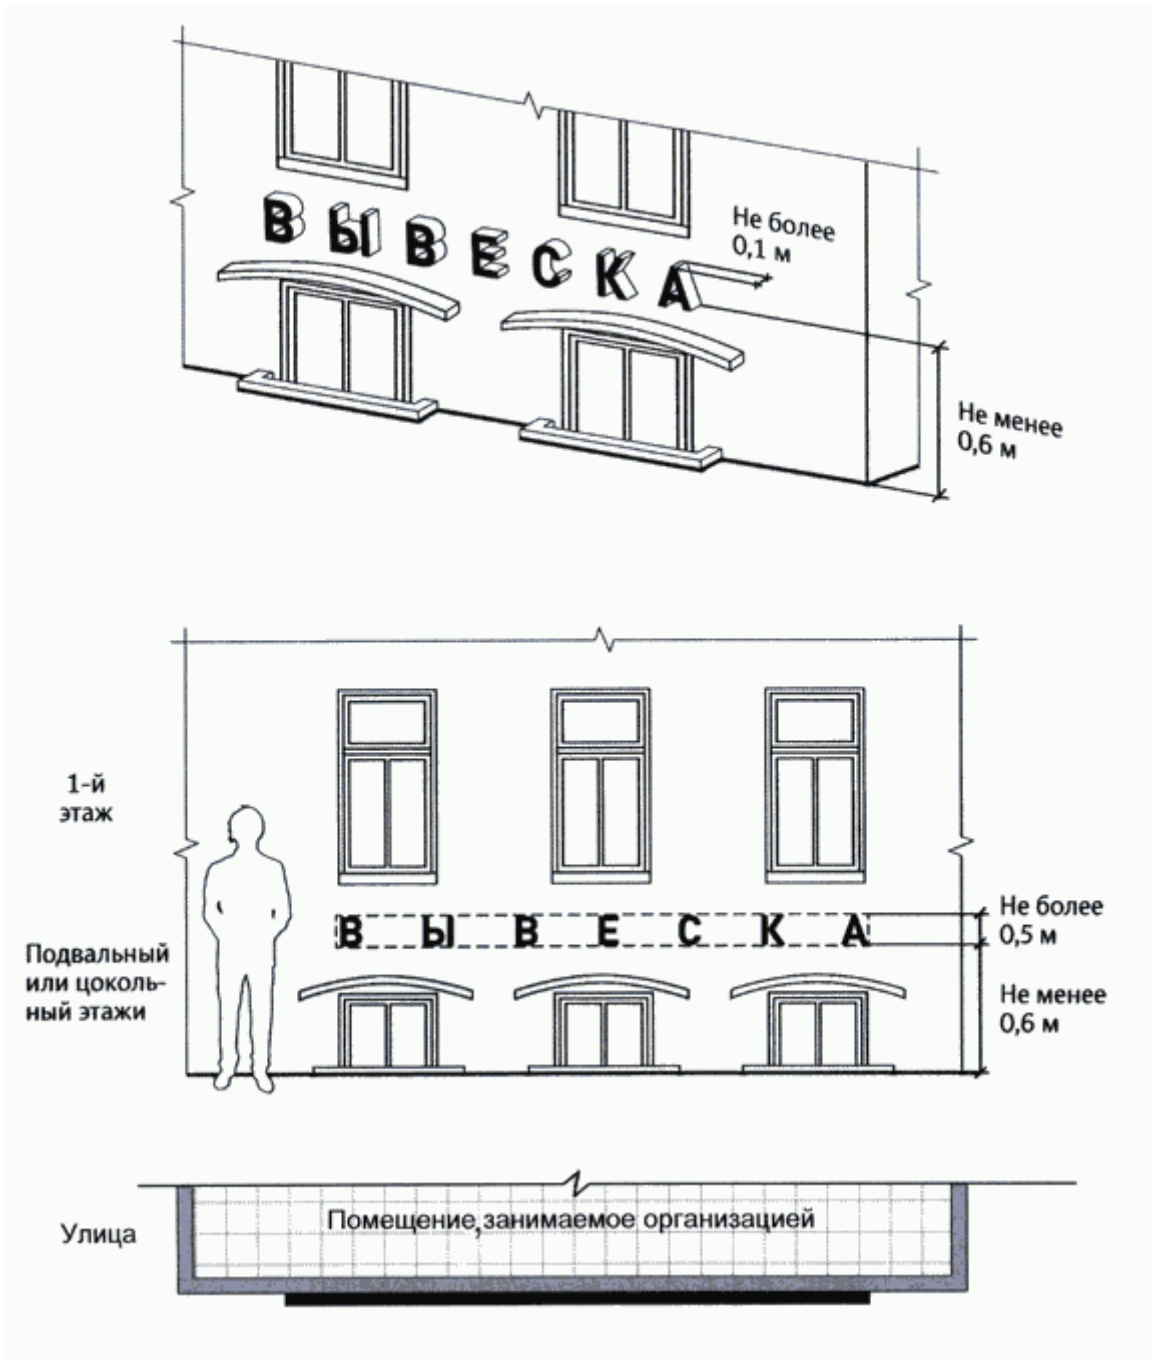 ВЫВЕСКА
Не более
0,1 м
Не менее
0,6 м
1-й
этаж
Подвальный
или цоколь-
ный этажи
ВЫВЕСКА
Не более
0,5 м
Не менее
0,6 м
Улица
Помещение,занимаемое организацией